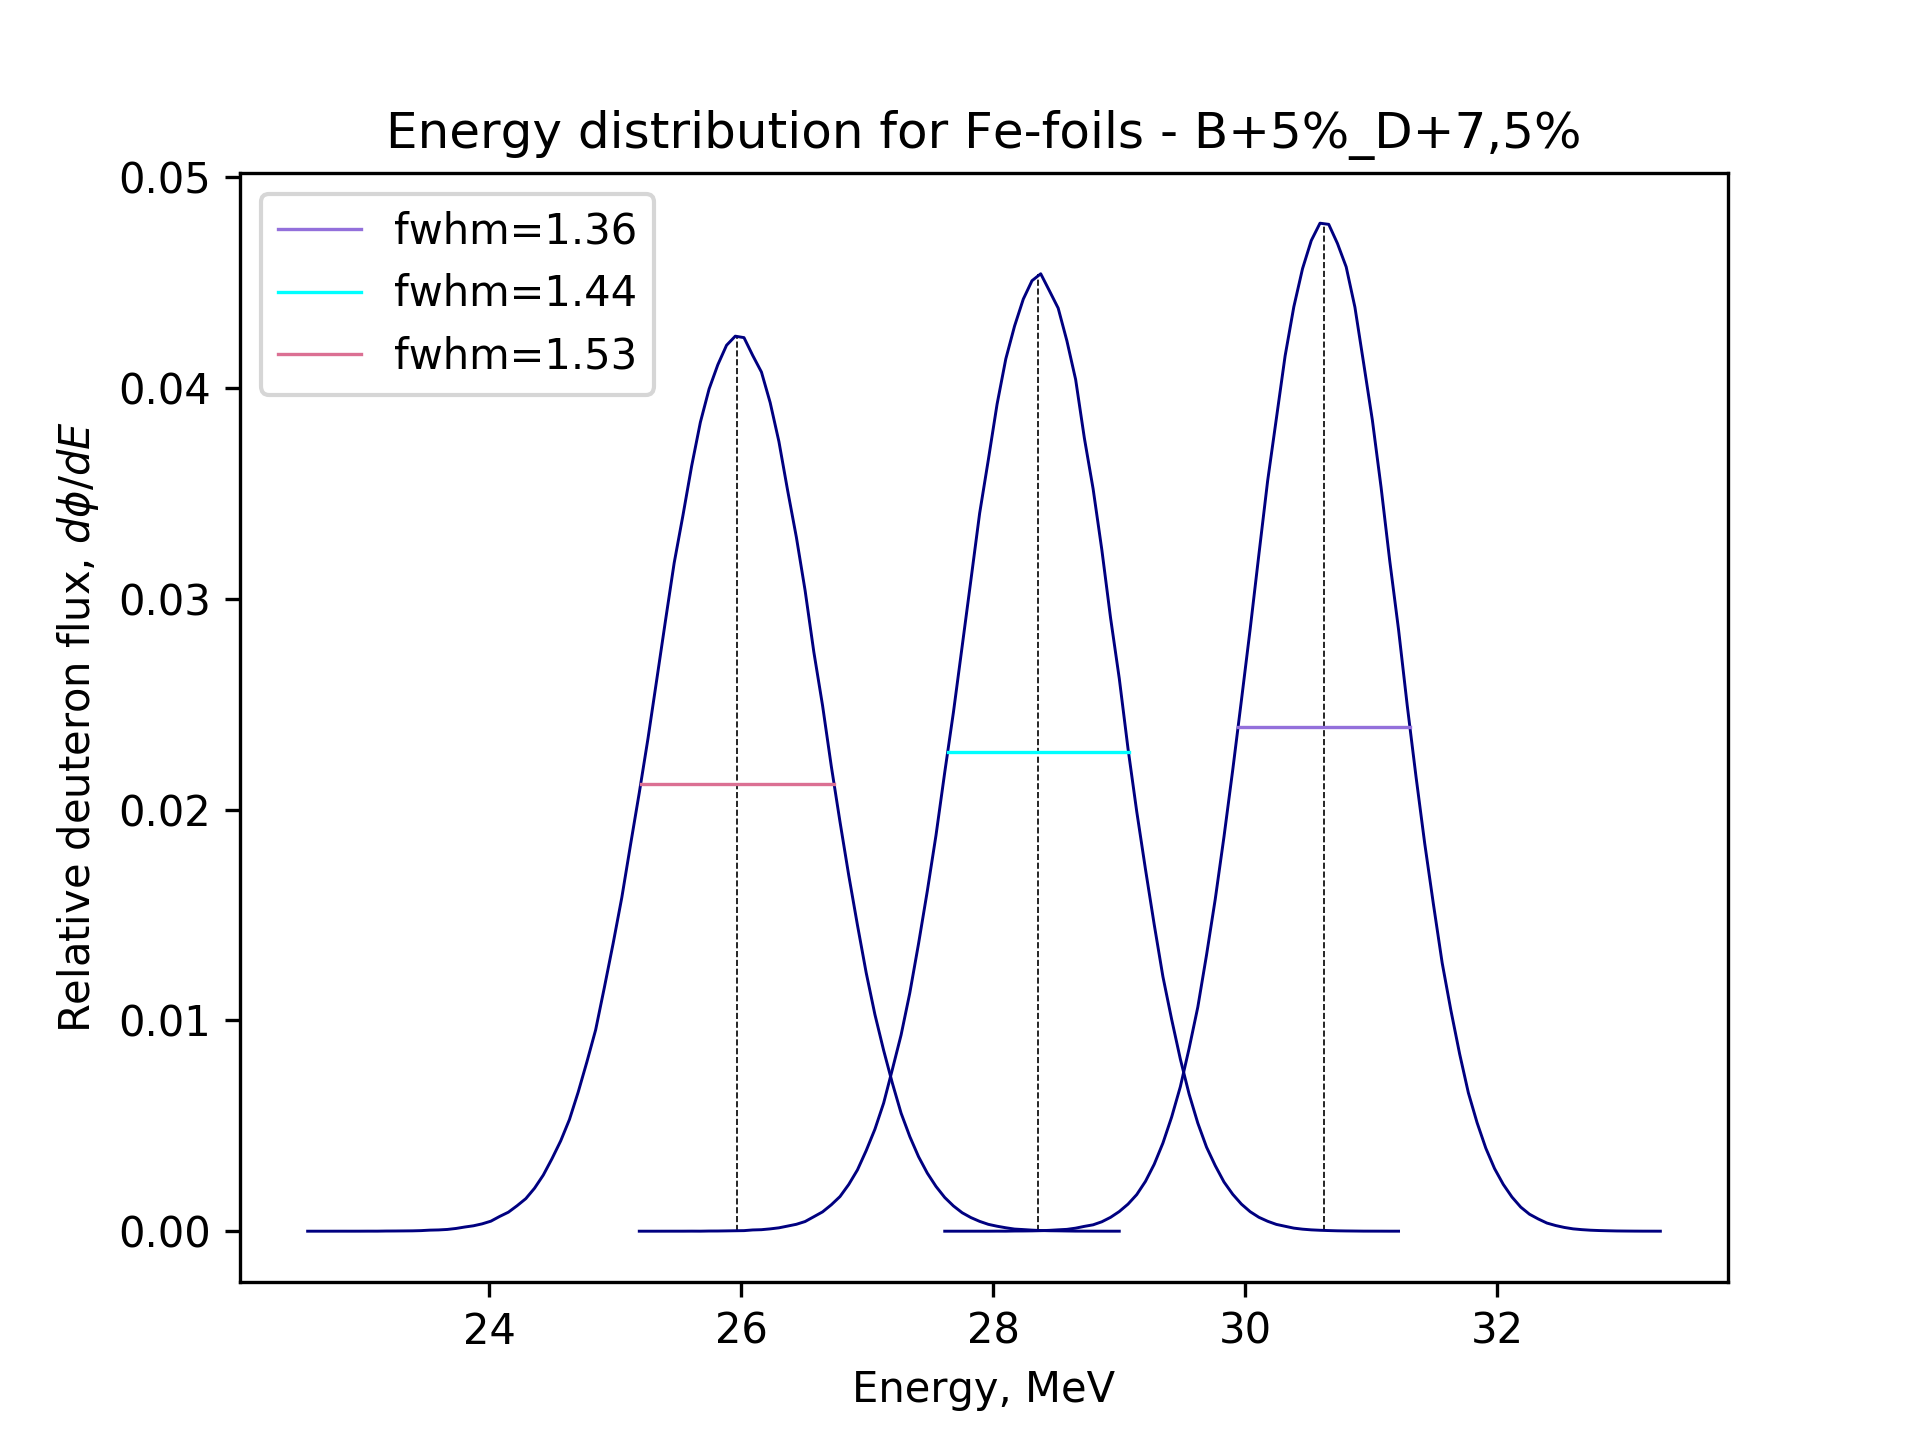 Energy distribution for Fe-foils - B+5%_D+7,5%
fwhm=1.36
fwhm=1.44
fwhm=1.53
Relative deuteron flux, dϕ/dE
0.05
0.04
0.03
0.02
0.01
0.00
24 26 28 30 32
Energy, MeV